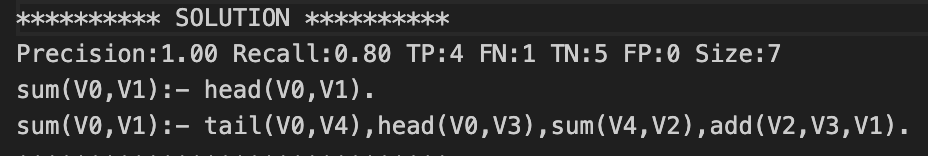 ********** SOLUTION **********
Precision:1.00 Recall:0.80 TP:4 FN:1 TN:5 FP:0 Size:7
sum(V0,V1):- head(V0,V1).
sum(V0,V1):- tail(V0,V4),head(V0,V3),sum(V4,V2),add(V2,V3,V1).